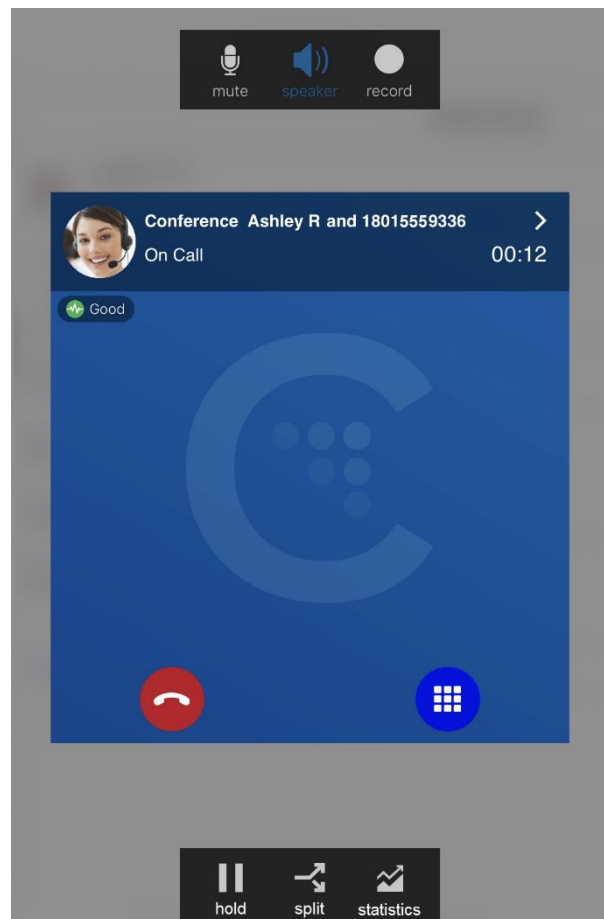 mute speaker record
Conference Ashley R and 18015559336
On Call 00:12
Good
hold split statistics